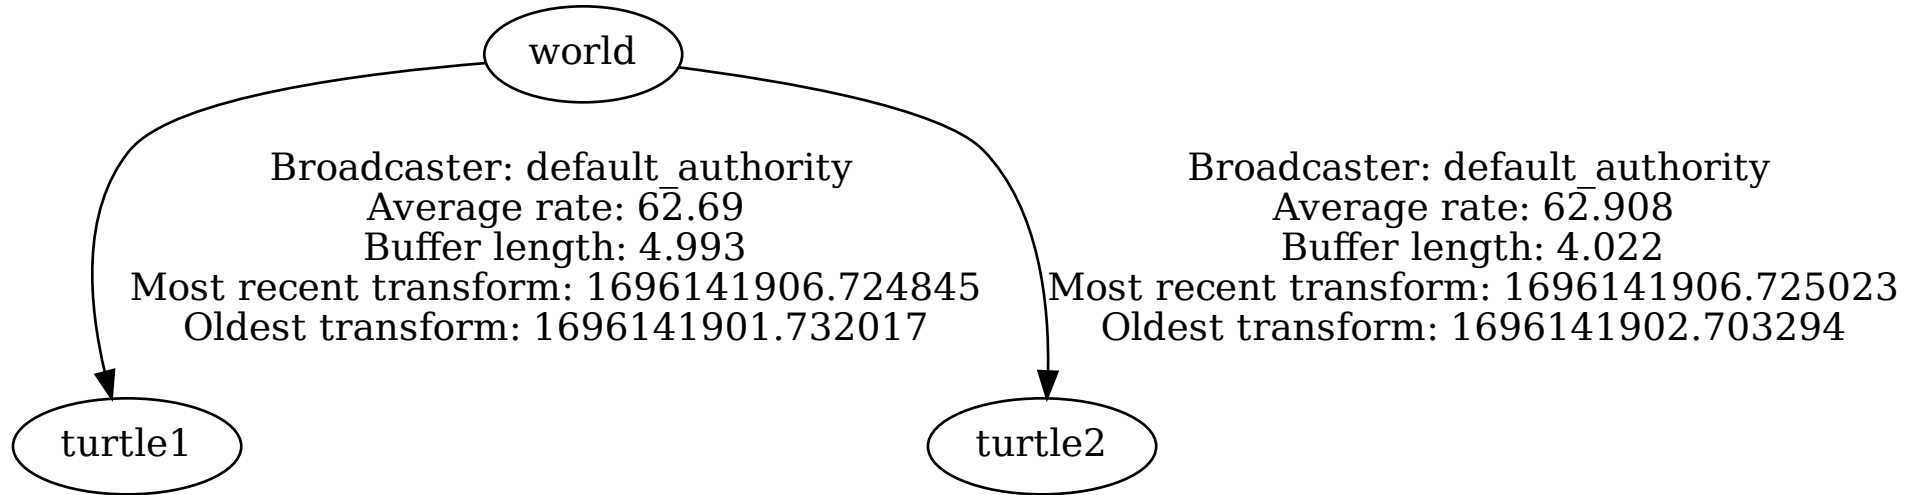 world
Broadcaster: default_authority
Average rate: 62.69
Buffer length: 4.993
Most recent transform: 1696141906.724845
Oldest transform: 1696141901.732017
Broadcaster: default_authority
Average rate: 62.908
Buffer length: 4.022
Most recent transform: 1696141906.725023
Oldest transform: 1696141902.703294
turtle1
turtle2